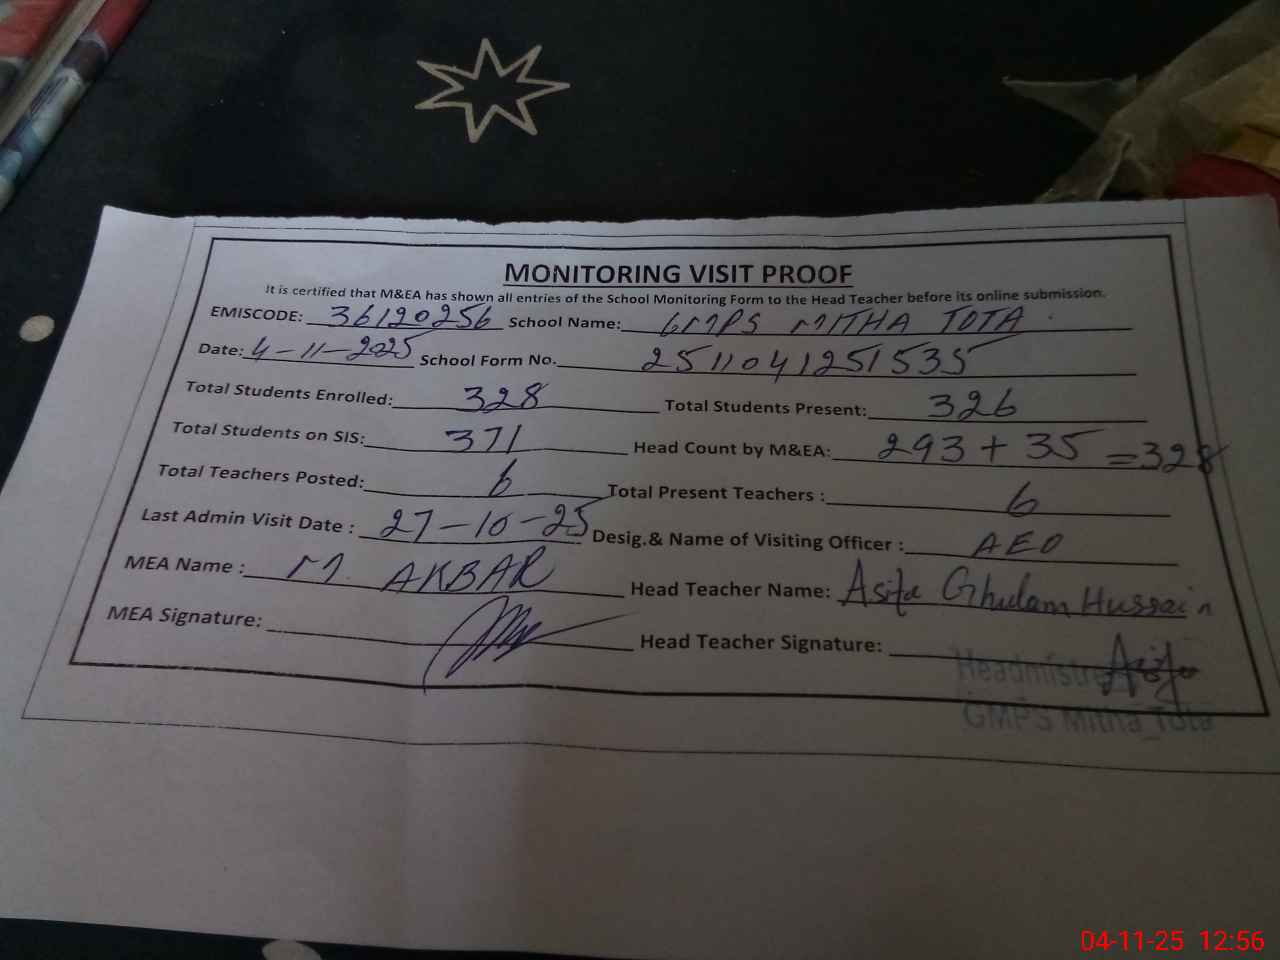 MONITORING VISIT PROOF
It is certified that M&EA has shown all entries of the School Monitoring Form to the Head Teacher before its online submission.
EMISCODE: 36120256 School Name: GMPS MITHA TOTA
Date: 4-11-2025 School Form No. 2511041251535
Total Students Enrolled: 328 Total Students Present: 326
Total Students on SIS: 371 Head Count by M&EA: 293 + 35 = 328
Total Teachers Posted: 6 Total Present Teachers : 6
Last Admin Visit Date : 27-10-25 Desig.& Name of Visiting Officer : AEO
MEA Name : M. AKBAR Head Teacher Name: Asifa Ghulam Hussain
MEA Signature: Head Teacher Signature: Asifa
GMPS Mitha Tota
04-11-25 12:56